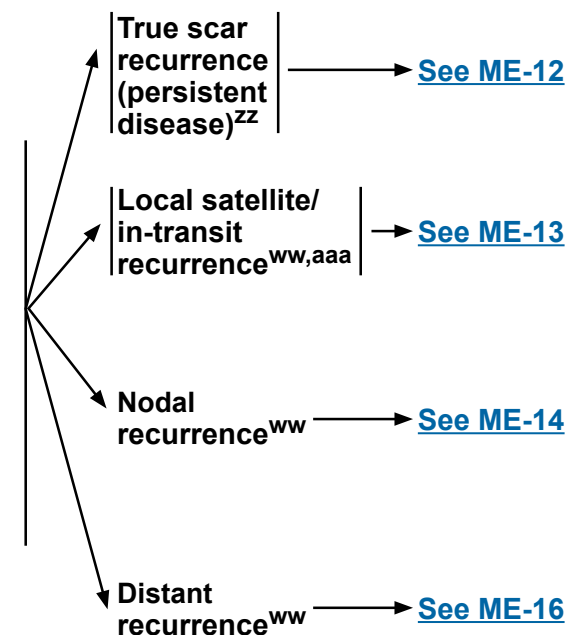 True scar
recurrence
(persistent
disease)zz
See ME-12
Local satellite/
in-transit
recurrenceww,aaa
See ME-13
Nodal
recurrenceww
See ME-14
Distant
recurrenceww
See ME-16